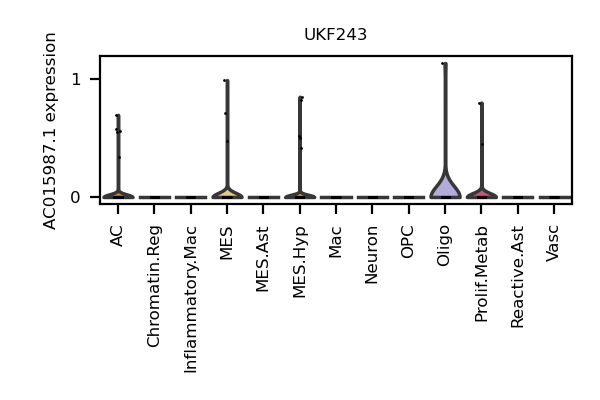 UKF243
AC015987.1 expression
1
0
AC
Chromatin.Reg
Inflammatory.Mac
MES
MES.Ast
MES.Hyp
Mac
Neuron
OPC
Oligo
Prolif.Metab
Reactive.Ast
Vasc